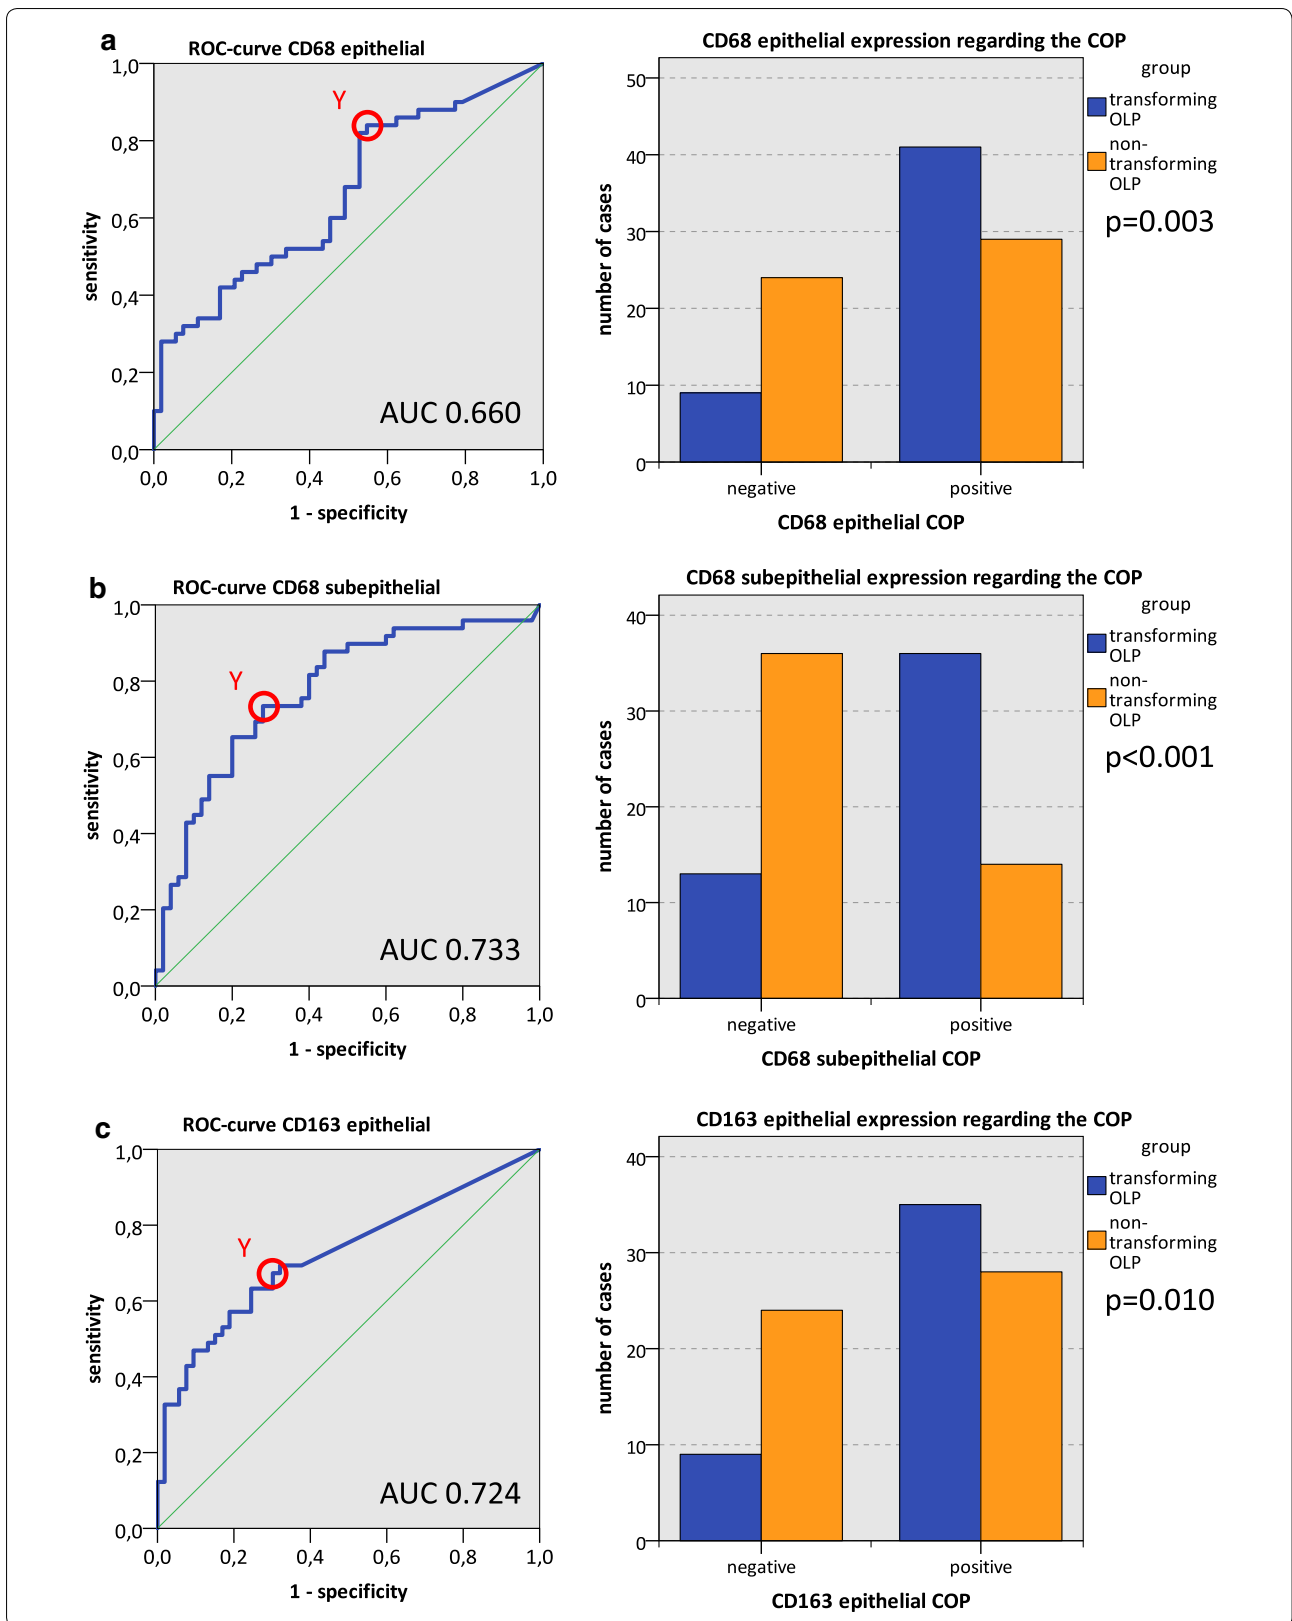 a
ROC-curve CD68 epithelial
1,0
0,8
0,6
0,4
0,2
0,0
sensitivity
Y
AUC 0.660
0,0 0,2 0,4 0,6 0,8 1,0
1 - specificity
CD68 epithelial expression regarding the COP
50
40
30
20
10
0
number of cases
negative positive
CD68 epithelial COP
group
transforming
OLP
non-
transforming
OLP
p=0.003
b
ROC-curve CD68 subepithelial
1,0
0,8
0,6
0,4
0,2
0,0
sensitivity
Y
AUC 0.733
0,0 0,2 0,4 0,6 0,8 1,0
1 - specificity
CD68 subepithelial expression regarding the COP
40
30
20
10
0
number of cases
negative positive
CD68 subepithelial COP
group
transforming
OLP
non-
transforming
OLP
p<0.001
c
ROC-curve CD163 epithelial
1,0
0,8
0,6
0,4
0,2
0,0
sensitivity
Y
AUC 0.724
0,0 0,2 0,4 0,6 0,8 1,0
1 - specificity
CD163 epithelial expression regarding the COP
40
30
20
10
0
number of cases
negative positive
CD163 epithelial COP
group
transforming
OLP
non-
transforming
OLP
p=0.010